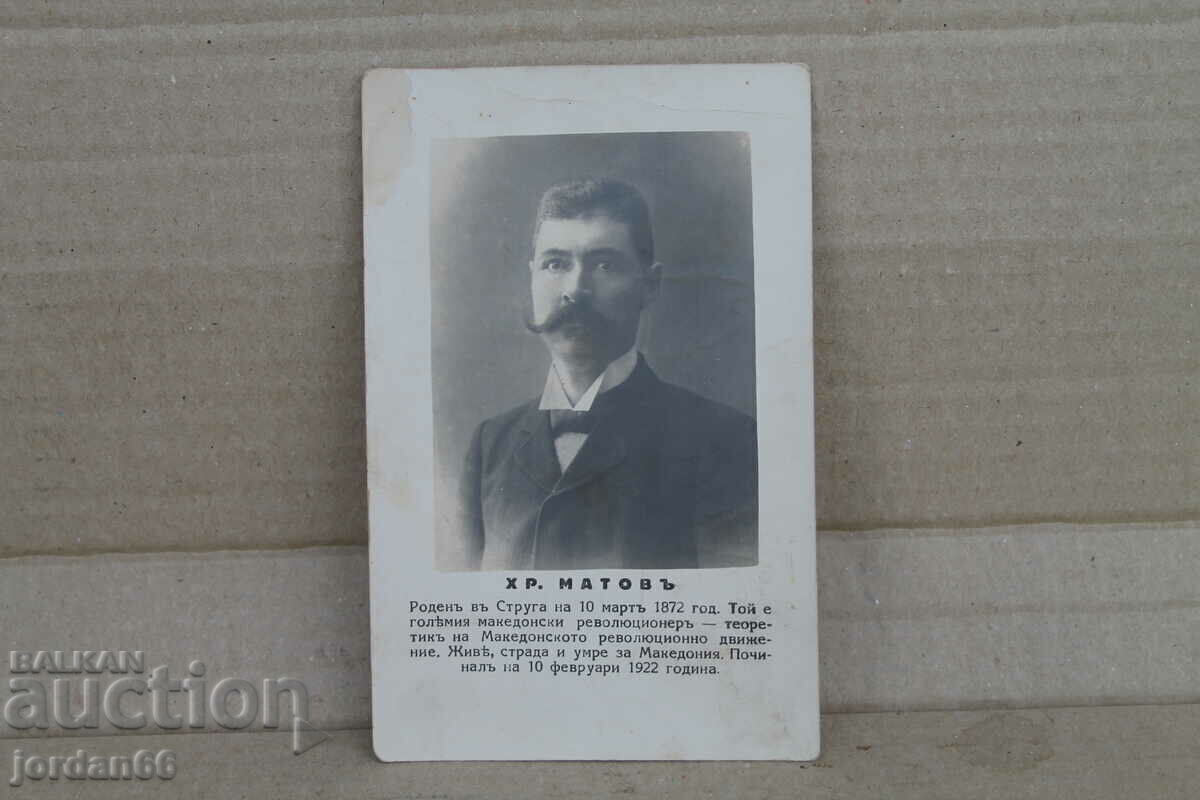 ХР. МАТОВЪ
Роденъ въ Струга на 10 мартъ 1872 год. Той е
голѣмия македонски революционеръ — теоре-
тикъ на Македонското революционно движе-
ние. Живѣ, страда и умре за Македония. Почи-
налъ на 10 февруари 1922 година.
BALKAN
auction
jordan66